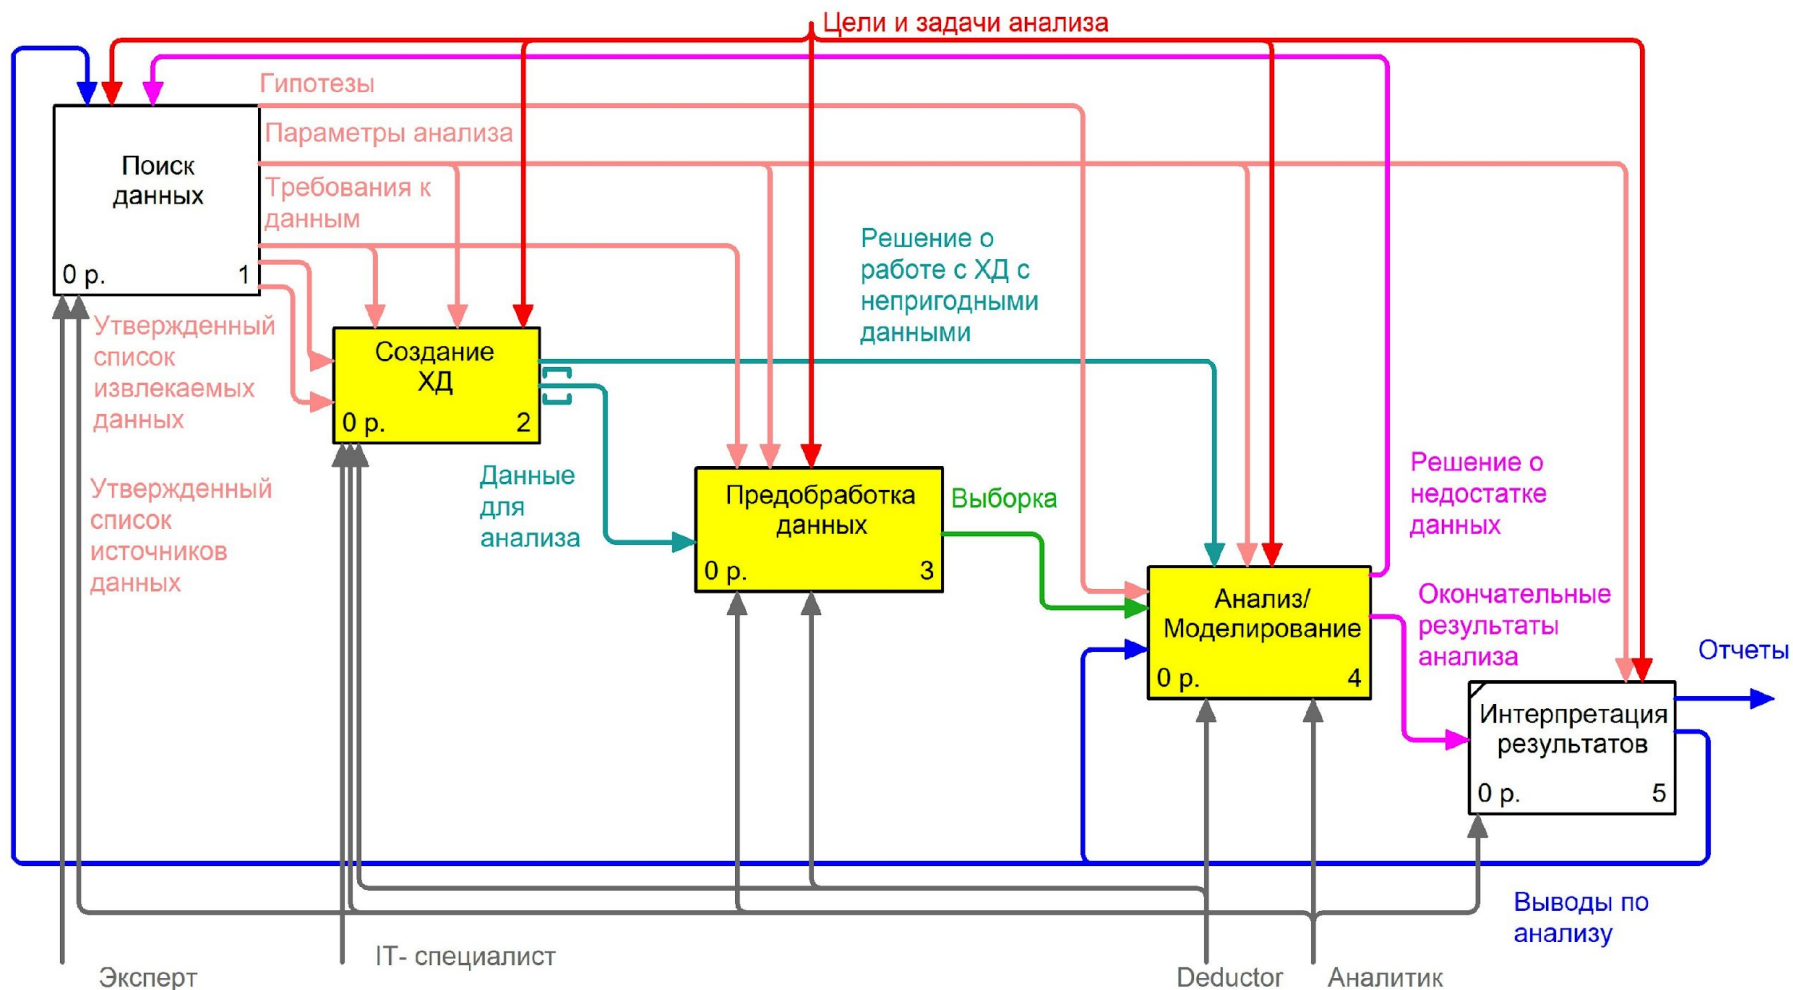 Цели и задачи анализа
Гипотезы
Параметры анализа
Поиск
данных
0 р.
1
Требования к
данным
Решение о
работе с ХД с
непригодными
данными
Утвержденный
список
извлекаемых
данных
Создание
ХД
0 р.
2
Утвержденный
список
источников
данных
Данные
для
анализа
Предобработка
данных
0 р.
3
Выборка
Решение о
недостатке
данных
Анализ/
Моделирование
0 р.
4
Окончательные
результаты
анализа
Отчеты
Интерпретация
результатов
0 р.
5
Выводы по
анализу
Эксперт
IT- специалист
Deductor
Аналитик